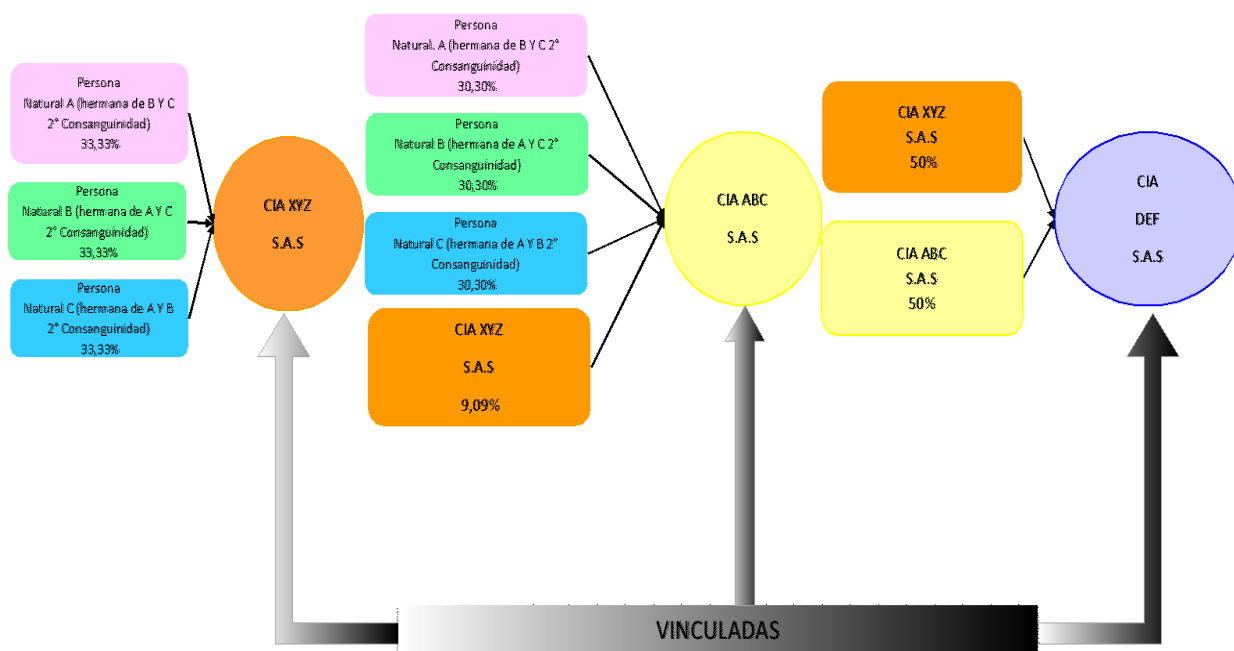 Persona
Natural A (hermana de B Y C
2° Consanguinidad)
33,33%
Persona
Natural B (hermana de A Y C
2° Consanguinidad)
33,33%
Persona
Natural C (hermana de A Y B
2° Consanguinidad)
33,33%
CIA XYZ
S.A.S
Persona
Natural. A (hermana de B Y C 2°
Consanguinidad)
30,30%
Persona
Natural B (hermana de A Y C 2°
Consanguinidad)
30,30%
Persona
Natural C (hermana de A Y B 2°
Consanguinidad)
30,30%
CIA XYZ
S.A.S
9,09%
CIA ABC
S.A.S
CIA XYZ
S.A.S
50%
CIA ABC
S.A.S
50%
CIA
DEF
S.A.S
VINCULADAS